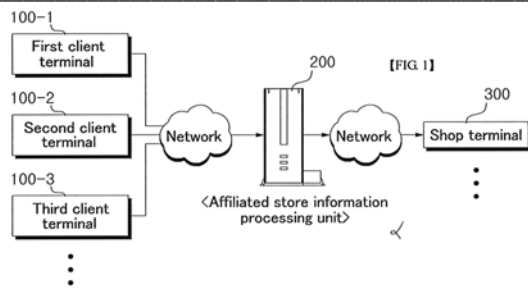 100-1
First client
terminal
100-2
Second client
terminal
100-3
Third client
terminal
Network
200
<Affiliated store information
processing unit>
Network
[FIG. 1]
300
Shop terminal